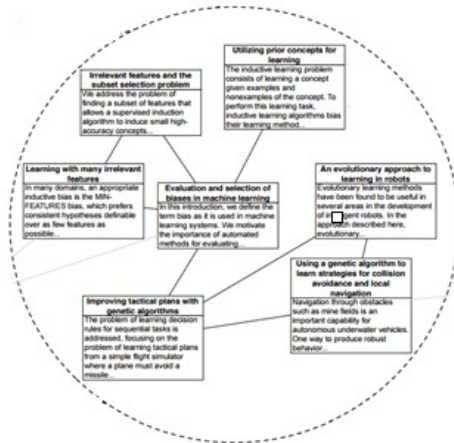 Utilizing prior concepts for
learning
The inductive learning problem
consists of learning a concept
given examples and
nonexamples of the concept. To
perform this learning task,
inductive learning algorithms bias
their learning method...
Irrelevant features and the
subset selection problem
We address the problem of
finding a subset of features that
allows a supervised induction
algorithm to induce small high-
accuracy concepts...
Learning with many irrelevant
features
In many domains, an appropriate
inductive bias is the MIN-
FEATURES bias, which prefers
consistent hypotheses definable
over as few features as
possible...
Evaluation and selection of
biases in machine learning
In this introduction, we define the
term bias as it is used in machine
learning systems. We motivate
the importance of automated
methods for evaluating...
An evolutionary approach to
learning in robots
Evolutionary learning methods
have been found to be useful in
several areas in the development
of in gent robots. In the
approach described here,
evolutionary...
Using a genetic algorithm to
learn strategies for collision
avoidance and local
navigation
Navigation through obstacles
such as mine fields is an
important capability for
autonomous underwater vehicles.
One way to produce robust
behavior...
Improving tactical plans with
genetic algorithms
The problem of learning decision
rules for sequential tasks is
addressed, focusing on the
problem of learning tactical plans
from a simple flight simulator
where a plane must avoid a
missile...